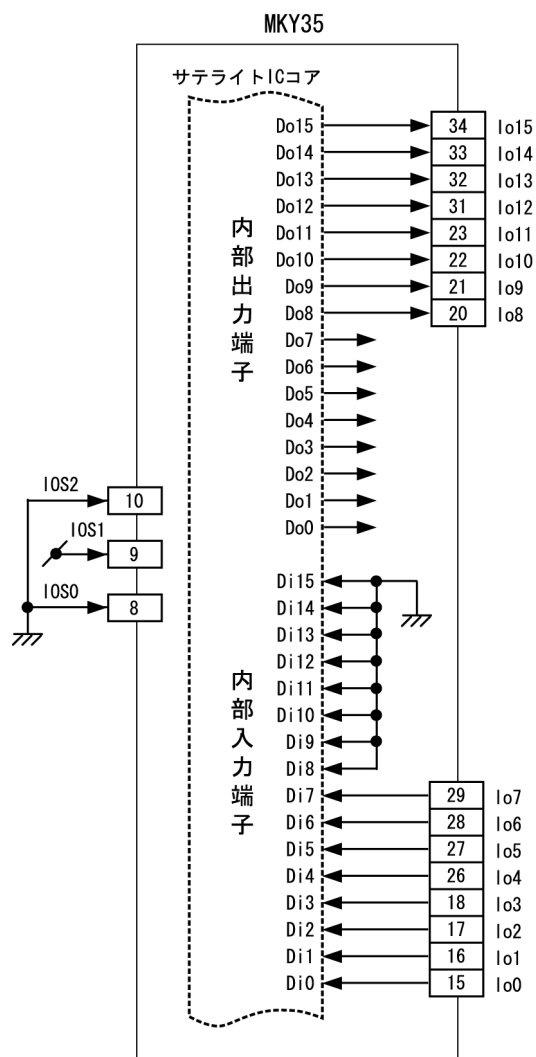 MKY35
サテライトICコア
Do15 34 Io15
Do14 33 Io14
Do13 32 Io13
Do12 31 Io12
Do11 23 Io11
Do10 22 Io10
Do9 21 Io9
Do8 20 Io8
Do7
Do6
Do5
Do4
Do3
Do2
Do1
Do0
内部出力端子
IOS2 10
IOS1 9
IOS0 8
Di15
Di14
Di13
Di12
Di11
Di10
Di9
Di8
Di7 29 Io7
Di6 28 Io6
Di5 27 Io5
Di4 26 Io4
Di3 18 Io3
Di2 17 Io2
Di1 16 Io1
Di0 15 Io0
内部入力端子